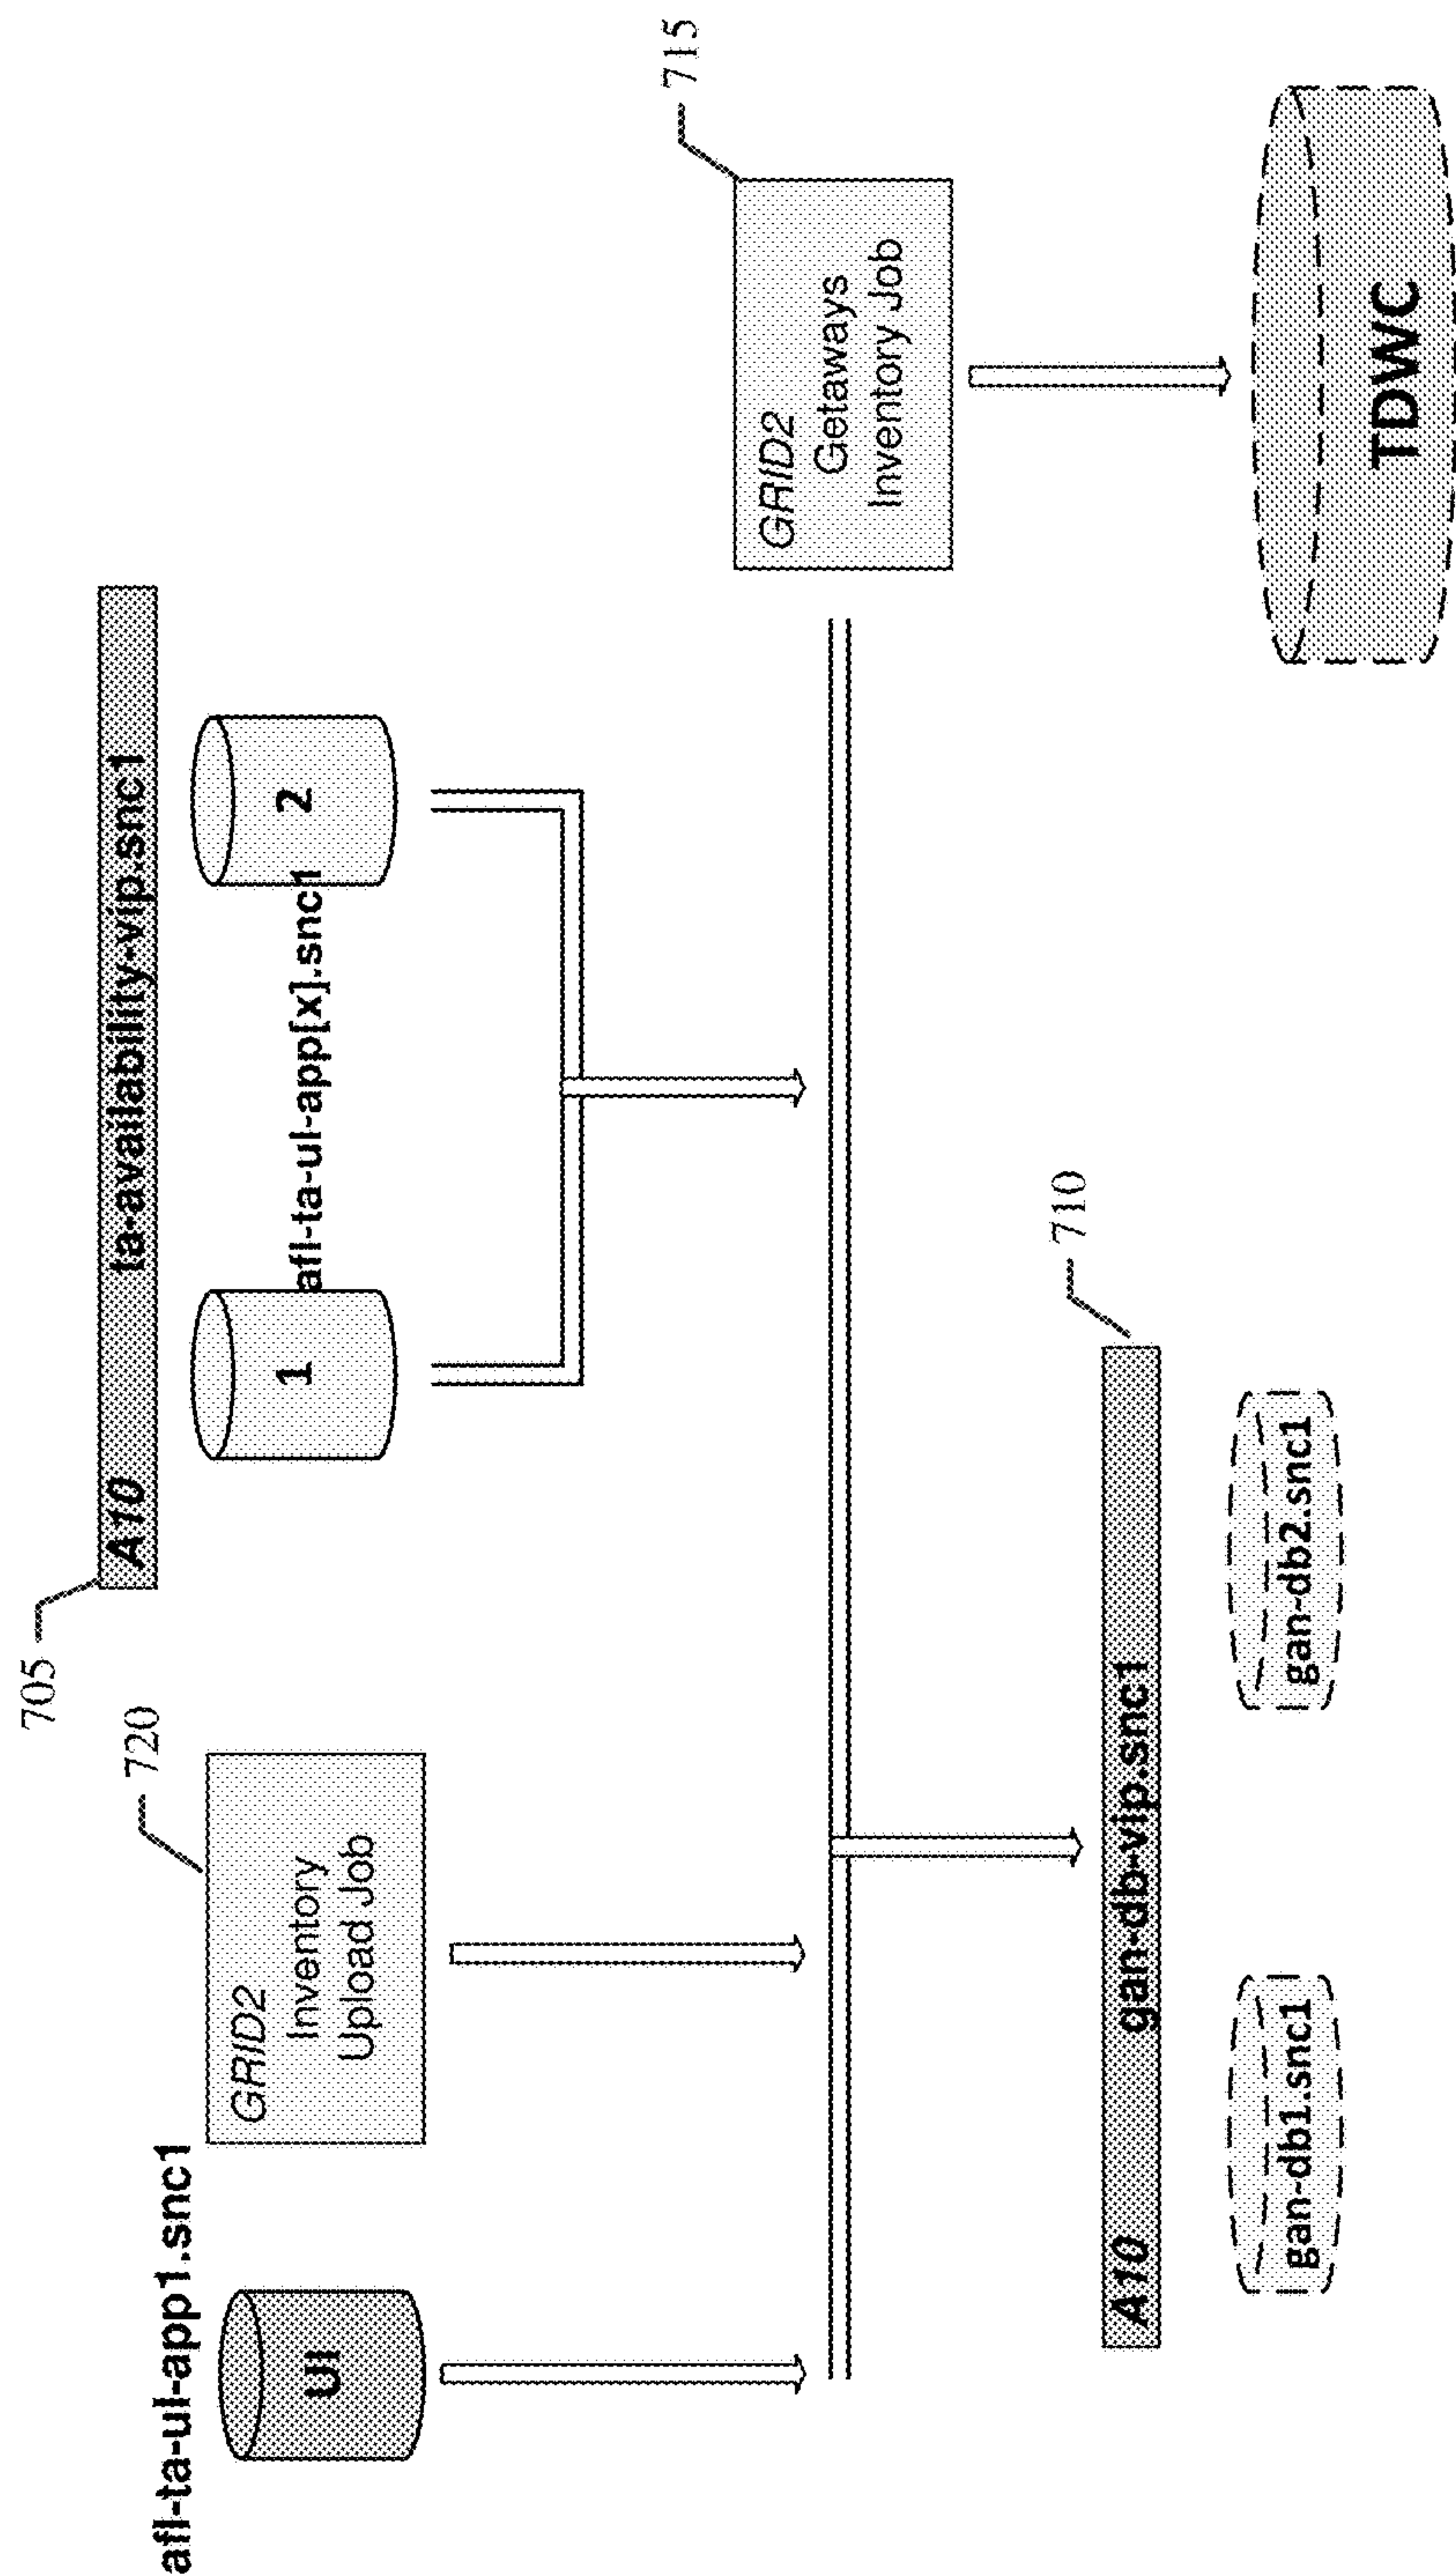 705
A10
ta-availability-vip.snc1
afl-ta-ul-app1.snc1
UI
720
GRID2
Inventory
Upload Job
1
afl-ta-ul-app[x].snc1
2
715
GRID2
Getaways
Inventory Job
710
A10
gan-db-vip.snc1
gan-db1.snc1
gan-db2.snc1
TDWC